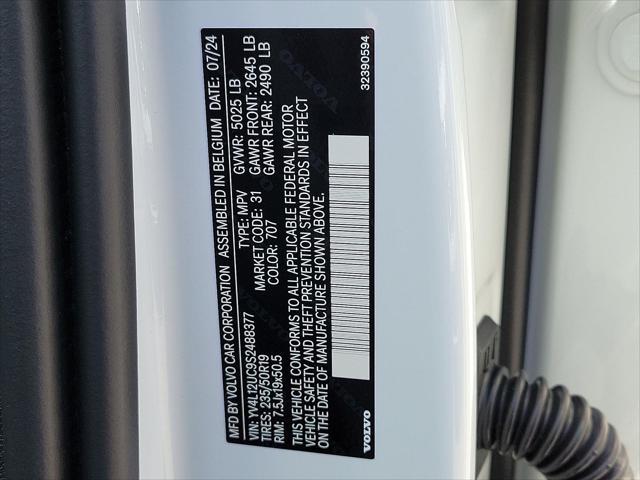 MFD BY VOLVO CAR CORPORATION ASSEMBLED IN BELGIUM DATE: 07/24
VIN: YV4L12UC9S2488377 TYPE: MPV GVWR: 5025 LB
TIRES: 235/50R19 MARKET CODE: 31 GAWR FRONT: 2645 LB
RIM: 7.5Jx19x50.5 COLOR: 707 GAWR REAR: 2490 LB
THIS VEHICLE CONFORMS TO ALL APPLICABLE FEDERAL MOTOR
VEHICLE SAFETY AND THEFT PREVENTION STANDARDS IN EFFECT
ON THE DATE OF MANUFACTURE SHOWN ABOVE.
VOLVO 32390594